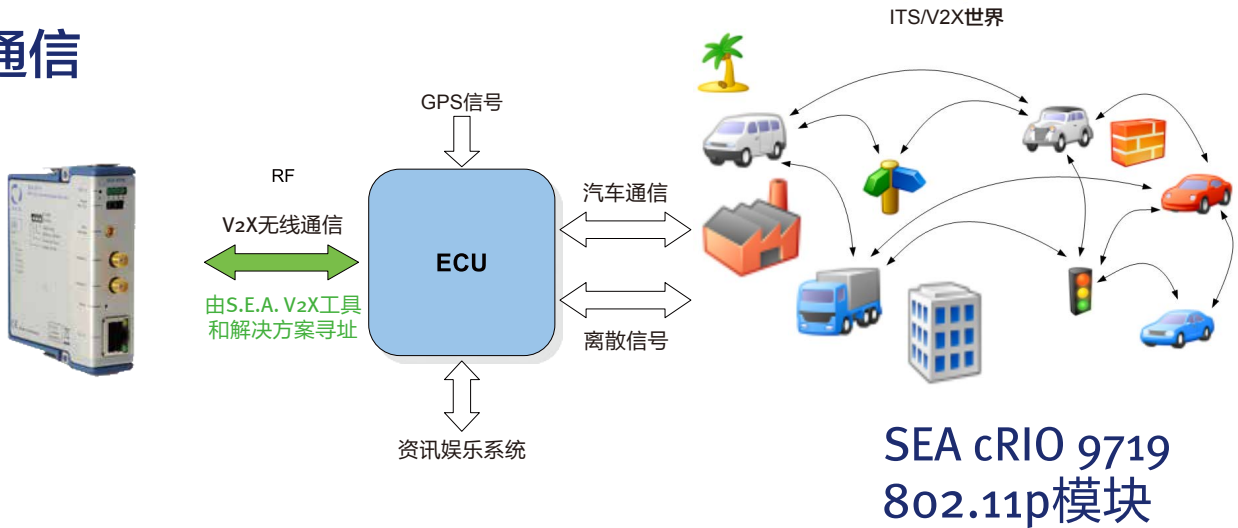 通信
ITS/V2X世界
GPS信号
RF
V2X无线通信
ECU
汽车通信
由S.E.A. V2X工具
和解决方案寻址
离散信号
资讯娱乐系统
SEA cRIO 9719
802.11p模块